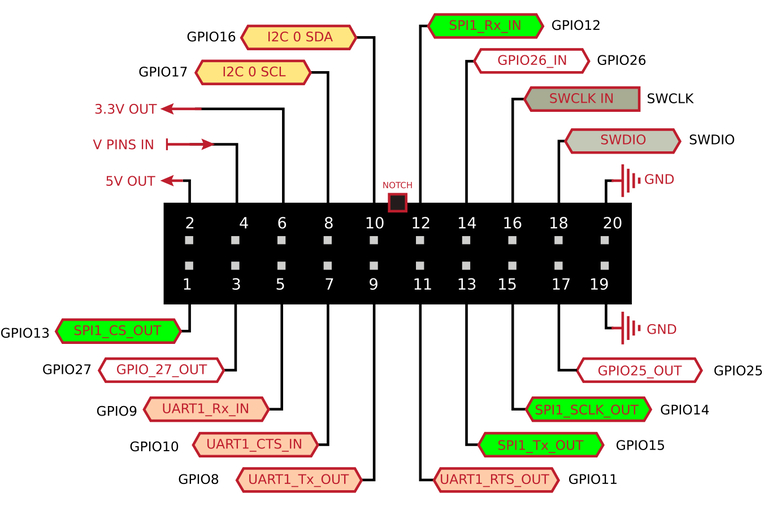 GPIO16 I2C 0 SDA
SPI1_Rx_IN GPIO12
GPIO17 I2C 0 SCL
GPIO26_IN GPIO26
3.3V OUT
SWCLK IN SWCLK
V PINS IN
SWDIO SWDIO
5V OUT
NOTCH
GND
2 4 6 8 10 12 14 16 18 20
1 3 5 7 9 11 13 15 17 19
GPIO13 SPI1_CS_OUT
GND
GPIO27 GPIO_27_OUT
GPIO25_OUT GPIO25
GPIO9 UART1_Rx_IN
SPI1_SCLK_OUT GPIO14
GPIO10 UART1_CTS_IN
SPI1_Tx_OUT GPIO15
GPIO8 UART1_Tx_OUT
UART1_RTS_OUT GPIO11